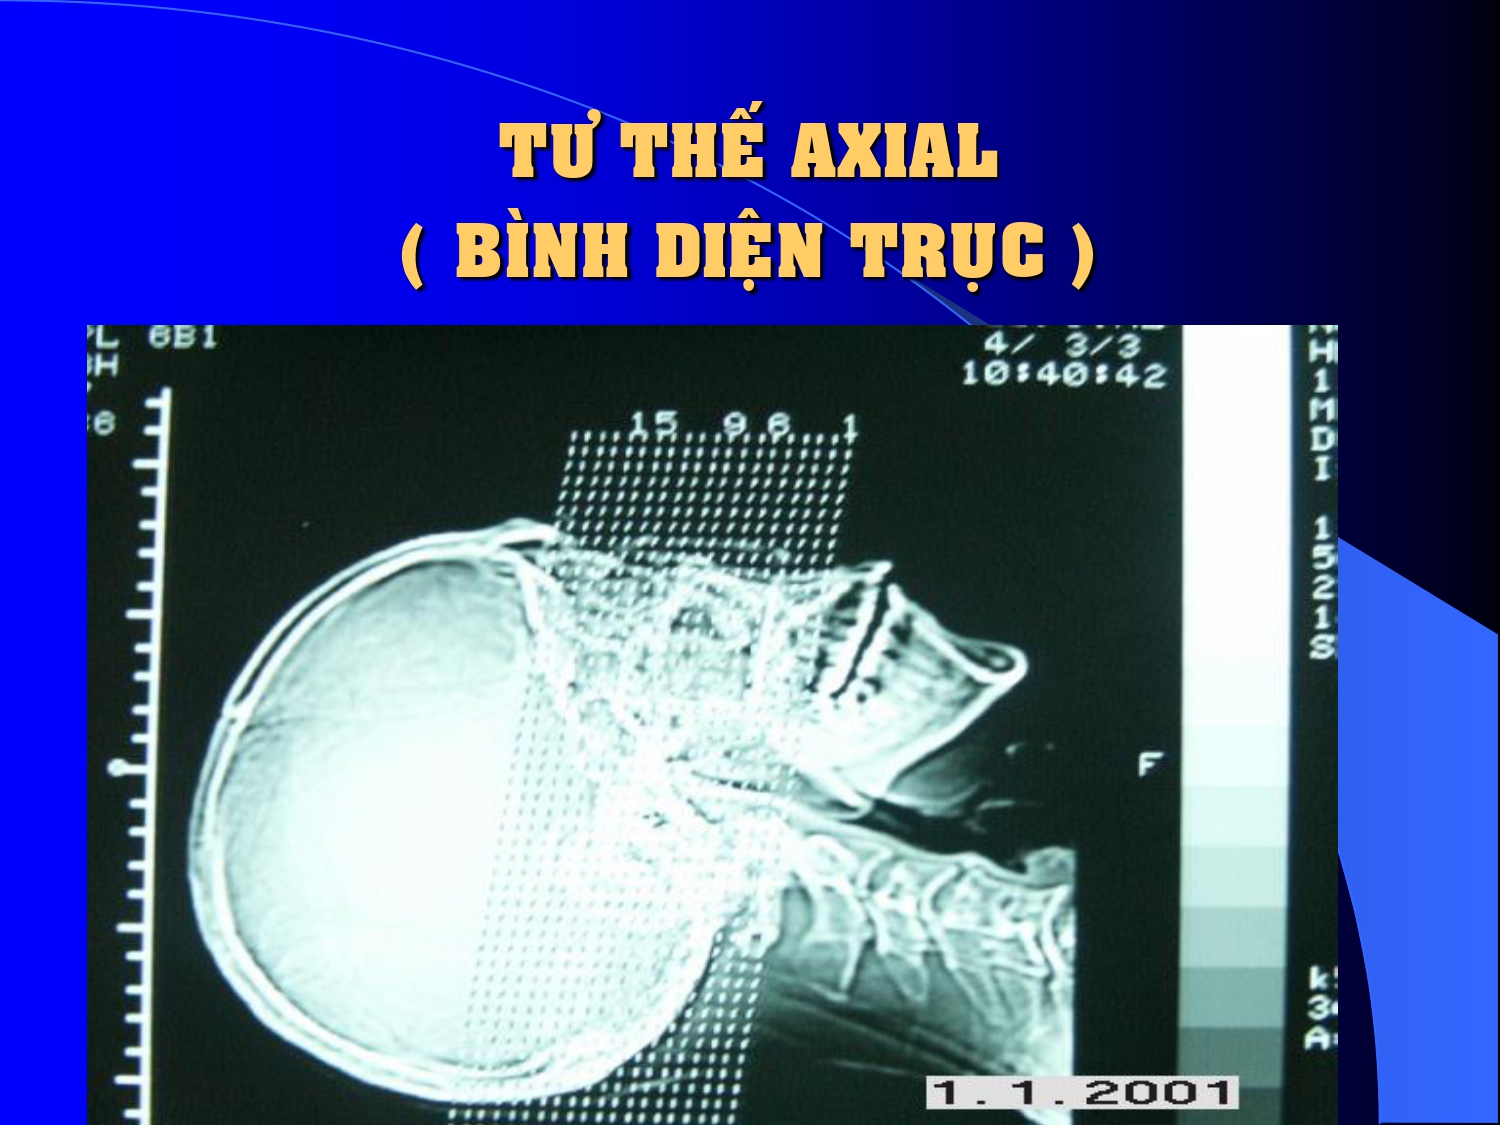 TƯ THẾ AXIAL
( BÌNH DIỆN TRỤC )
6B1
4/ 3/3
10:40:42
15 9 6 1
F
1.1.2001